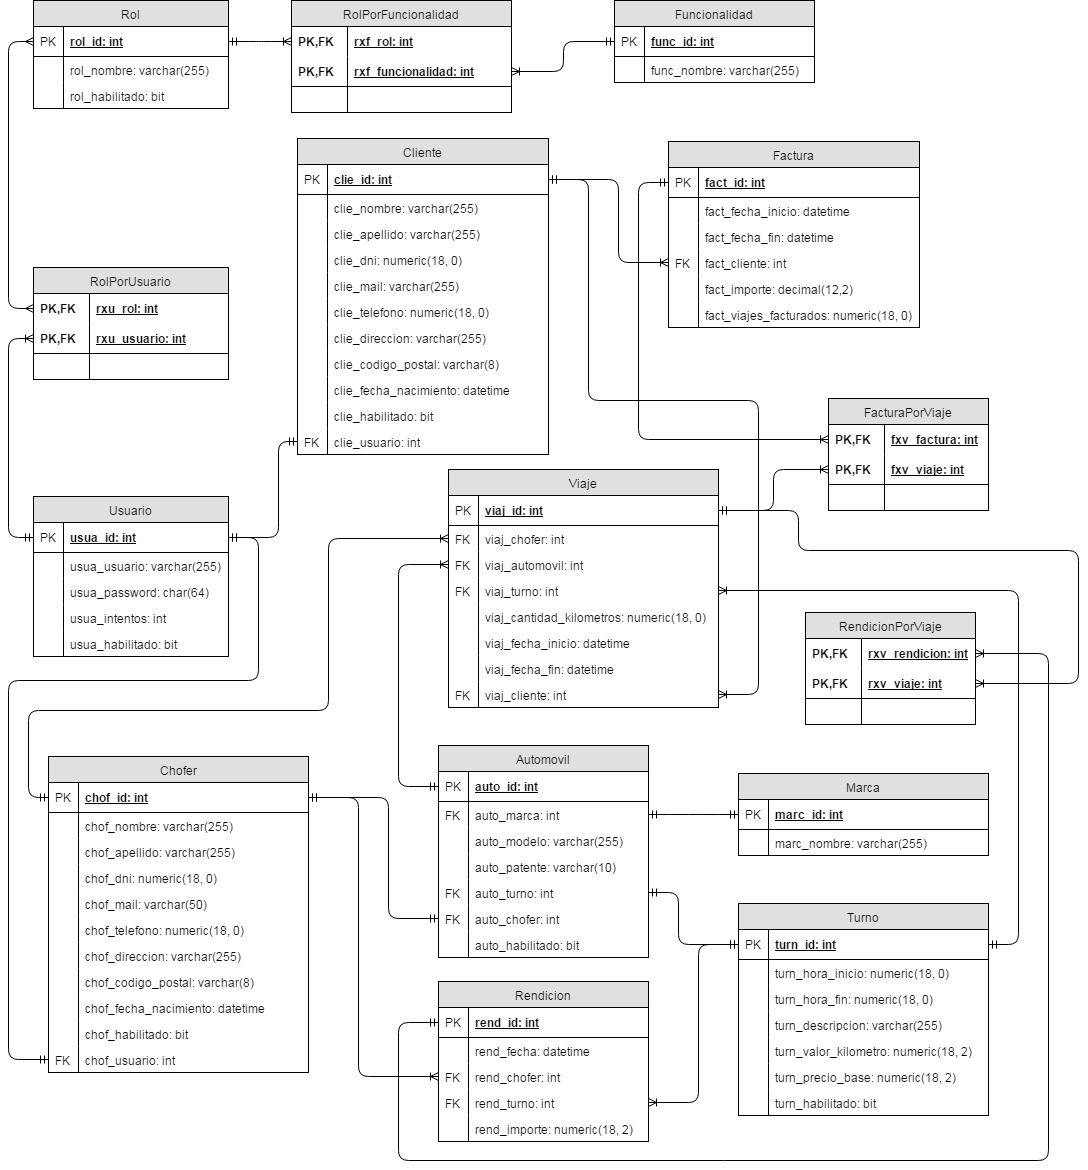 Rol
PK rol_id: int
rol_nombre: varchar(255)
rol_habilitado: bit
RolPorFuncionalidad
PK,FK rxf_rol: int
PK,FK rxf_funcionalidad: int
Funcionalidad
PK func_id: int
func_nombre: varchar(255)
Cliente
PK clie_id: int
clie_nombre: varchar(255)
clie_apellido: varchar(255)
clie_dni: numeric(18, 0)
clie_mail: varchar(255)
clie_telefono: numeric(18, 0)
clie_direccion: varchar(255)
clie_codigo_postal: varchar(8)
clie_fecha_nacimiento: datetime
clie_habilitado: bit
FK clie_usuario: int
Factura
PK fact_id: int
fact_fecha_inicio: datetime
fact_fecha_fin: datetime
FK fact_cliente: int
fact_importe: decimal(12,2)
fact_viajes_facturados: numeric(18, 0)
RolPorUsuario
PK,FK rxu_rol: int
PK,FK rxu_usuario: int
FacturaPorViaje
PK,FK fxv_factura: int
PK,FK fxv_viaje: int
Usuario
PK usua_id: int
usua_usuario: varchar(255)
usua_password: char(64)
usua_intentos: int
usua_habilitado: bit
Viaje
PK viaj_id: int
FK viaj_chofer: int
FK viaj_automovil: int
FK viaj_turno: int
viaj_cantidad_kilometros: numeric(18, 0)
viaj_fecha_inicio: datetime
viaj_fecha_fin: datetime
FK viaj_cliente: int
RendicionPorViaje
PK,FK rxv_rendicion: int
PK,FK rxv_viaje: int
Chofer
PK chof_id: int
chof_nombre: varchar(255)
chof_apellido: varchar(255)
chof_dni: numeric(18, 0)
chof_mail: varchar(50)
chof_telefono: numeric(18, 0)
chof_direccion: varchar(255)
chof_codigo_postal: varchar(8)
chof_fecha_nacimiento: datetime
chof_habilitado: bit
FK chof_usuario: int
Automovil
PK auto_id: int
FK auto_marca: int
auto_modelo: varchar(255)
auto_patente: varchar(10)
FK auto_turno: int
FK auto_chofer: int
auto_habilitado: bit
Marca
PK marc_id: int
marc_nombre: varchar(255)
Turno
PK turn_id: int
turn_hora_inicio: numeric(18, 0)
turn_hora_fin: numeric(18, 0)
turn_descripcion: varchar(255)
turn_valor_kilometro: numeric(18, 2)
turn_precio_base: numeric(18, 2)
turn_habilitado: bit
Rendicion
PK rend_id: int
rend_fecha: datetime
FK rend_chofer: int
FK rend_turno: int
rend_importe: numeric(18, 2)